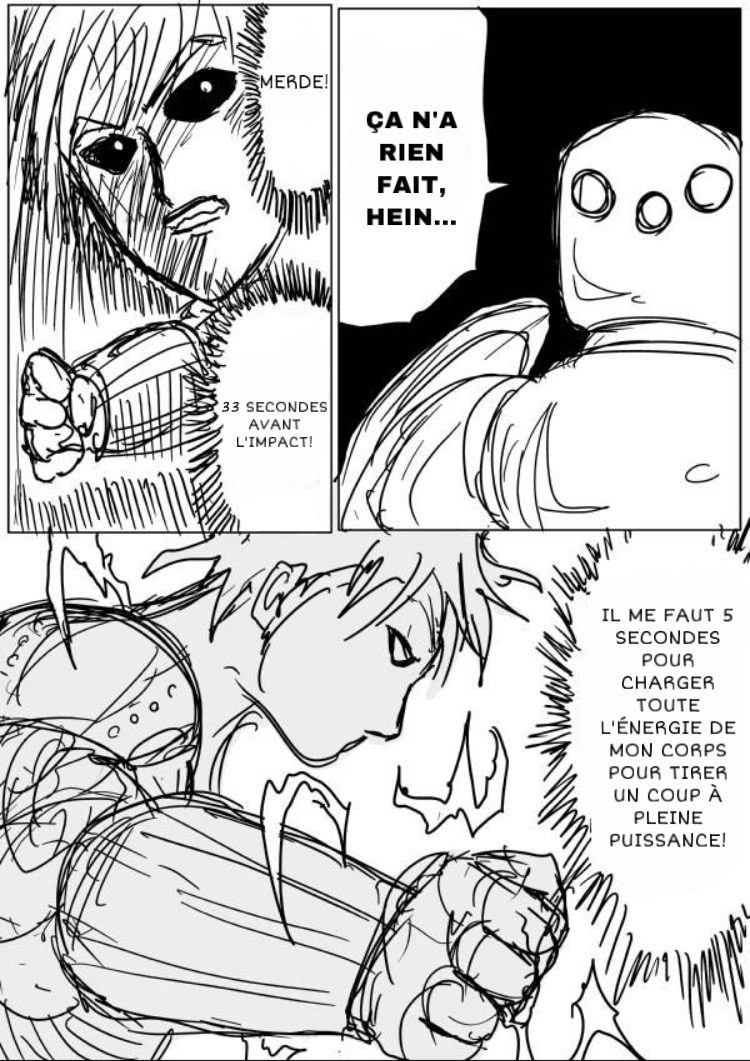 MERDE!
33 SECONDES
AVANT
L'IMPACT!
ÇA N'A
RIEN
FAIT,
HEIN...
IL ME FAUT 5
SECONDES
POUR
CHARGER
TOUTE
L'ÉNERGIE DE
MON CORPS
POUR TIRER
UN COUP À
PLEINE
PUISSANCE!